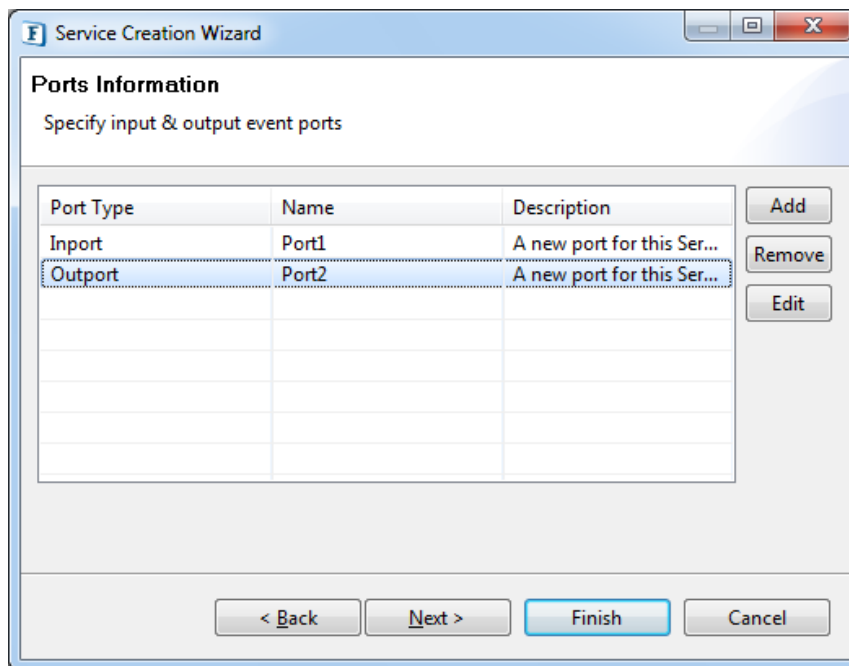 F Service Creation Wizard
Ports Information
Specify input & output event ports
Port Type Name Description Add
Inport Port1 A new port for this Ser...
Remove
Outport Port2 A new port for this Ser...
Edit
< Back Next > Finish Cancel